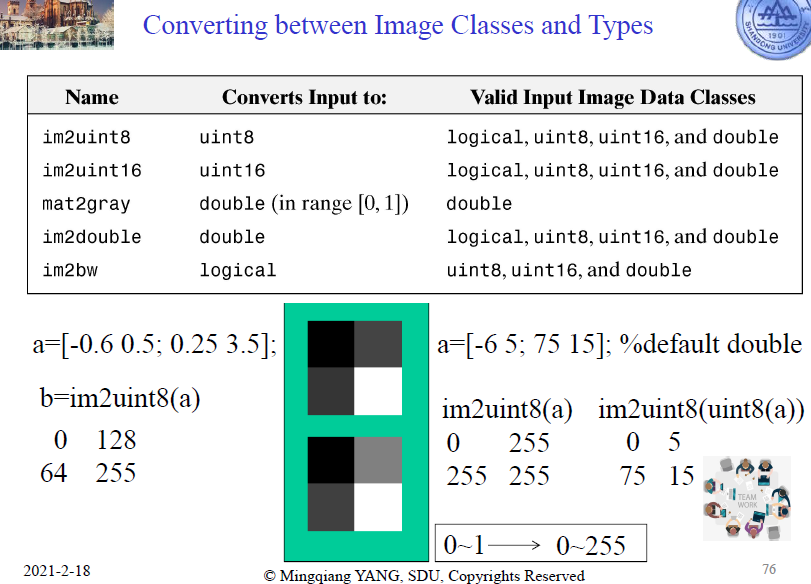 Converting between Image Classes and Types
SHANDONG UNIVERSITY
1901
Name Converts Input to: Valid Input Image Data Classes
im2uint8 uint8 logical, uint8, uint16, and double
im2uint16 uint16 logical, uint8, uint16, and double
mat2gray double (in range [0, 1]) double
im2double double logical, uint8, uint16, and double
im2bw logical uint8, uint16, and double
a=[-0.6 0.5; 0.25 3.5];
b=im2uint8(a)
0 128
64 255
a=[-6 5; 75 15]; %default double
im2uint8(a) im2uint8(uint8(a))
0 255 0 5
255 255 75 15
TEAM
WORK
0~1 → 0~255
2021-2-18
© Mingqiang YANG, SDU, Copyrights Reserved
76